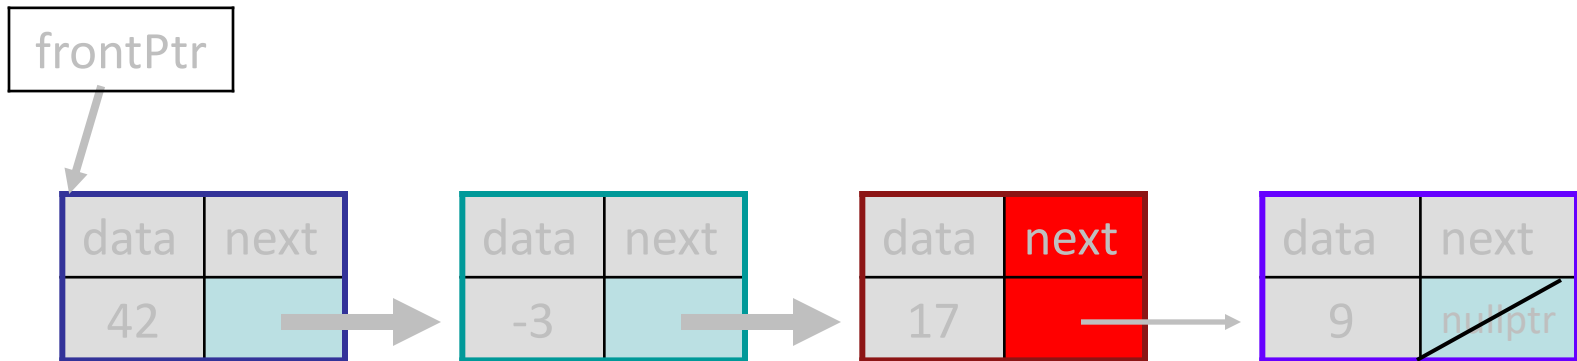 frontPtr
data next data next data next data next
42 -3 17 9 nullptr